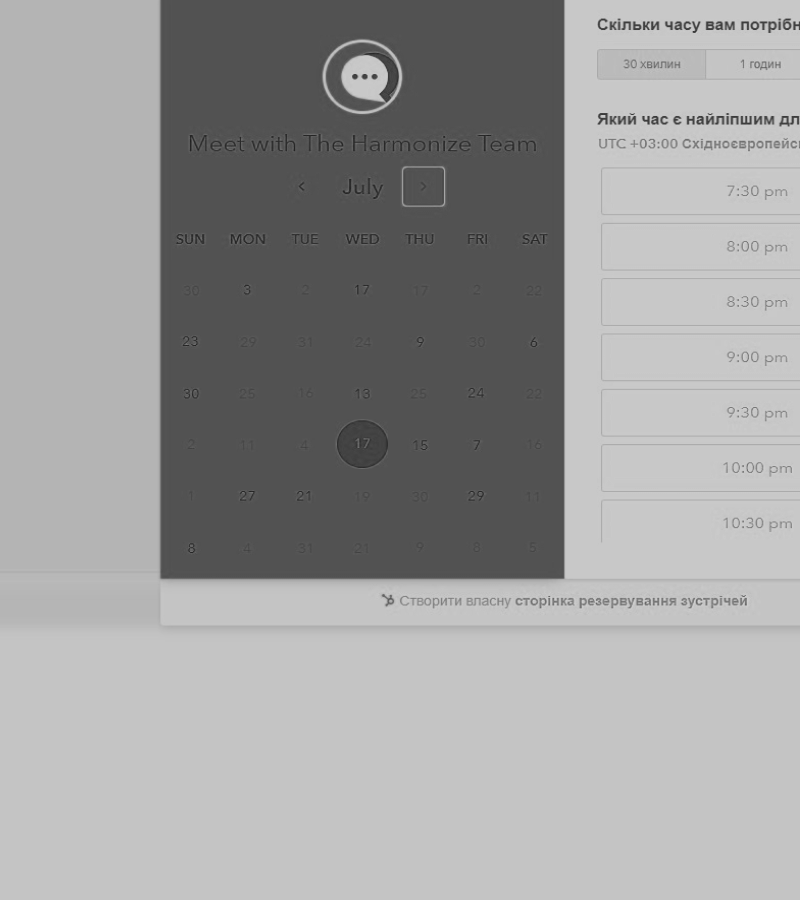 Meet with The Harmonize Team
July
SUN MON TUE WED THU FRI SAT
30 3 2 17 17 2 22
23 29 31 24 9 30 6
30 25 16 13 25 24 22
2 11 4 17 15 7 16
1 27 21 19 30 29 11
8 4 31 21 9 8 5
Скільки часу вам потрібн
30 хвилин 1 годин
Який час є найліпшим дл
UTC +03:00 Східноєвропейс
7:30 pm
8:00 pm
8:30 pm
9:00 pm
9:30 pm
10:00 pm
10:30 pm
Створити власну сторінка резервування зустрічей